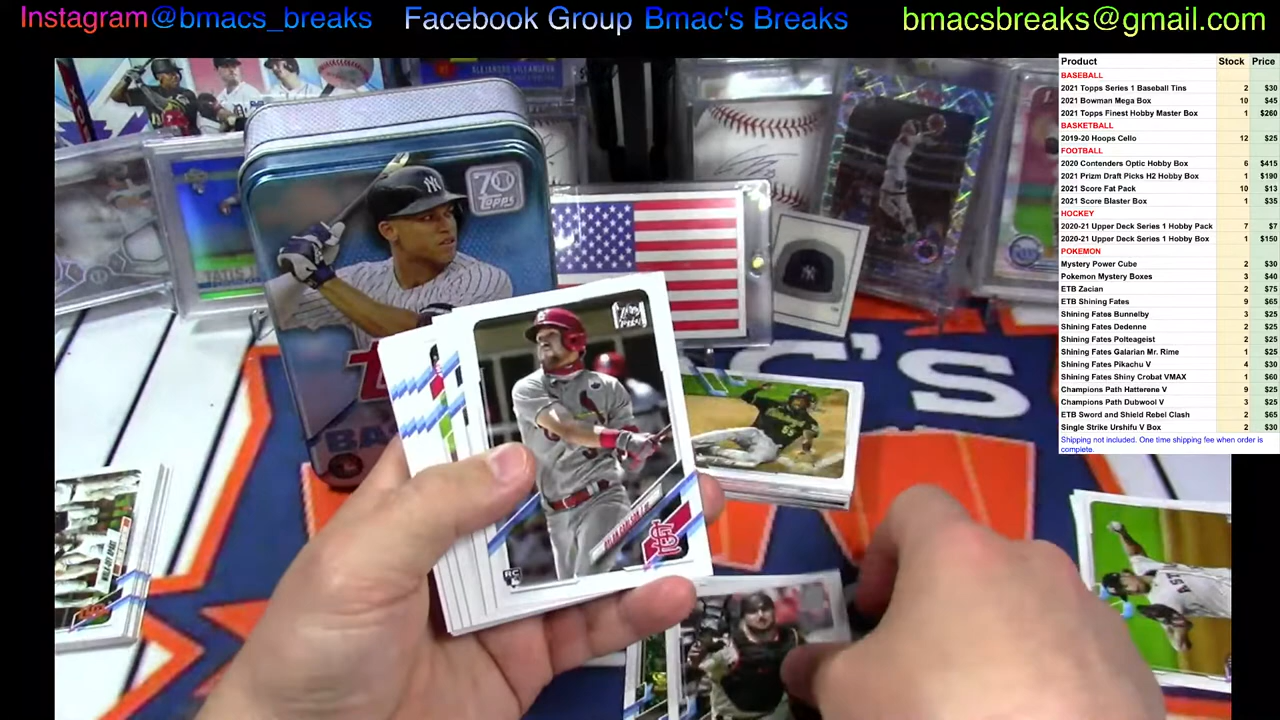 Instagram@bmacs_breaks Facebook Group Bmac's Breaks bmacsbreaks@gmail.com
Product Stock Price
BASEBALL
2021 Topps Series 1 Baseball Tins 2 $30
2021 Bowman Mega Box 10 $45
2021 Topps Finest Hobby Master Box 1 $260
BASKETBALL
2019-20 Hoops Cello 12 $25
FOOTBALL
2020 Contenders Optic Hobby Box 6 $415
2021 Prizm Draft Picks H2 Hobby Box 1 $190
2021 Score Fat Pack 10 $13
2021 Score Blaster Box 1 $35
HOCKEY
2020-21 Upper Deck Series 1 Hobby Pack 7 $7
2020-21 Upper Deck Series 1 Hobby Box 1 $150
POKEMON
Mystery Power Cube 2 $30
Pokemon Mystery Boxes 3 $40
ETB Zacian 2 $75
ETB Shining Fates 9 $65
Shining Fates Bunnelby 3 $25
Shining Fates Dedenne 2 $25
Shining Fates Polteageist 2 $25
Shining Fates Galarian Mr. Rime 1 $25
Shining Fates Pikachu V 4 $30
Shining Fates Shiny Crobat VMAX 1 $60
Champions Path Hatterene V 9 $25
Champions Path Dubwool V 3 $25
ETB Sword and Shield Rebel Clash 2 $65
Single Strike Urshifu V Box 2 $30
Shipping not included. One time shipping fee when order is
complete.
70
TOPPS
C'S
RC